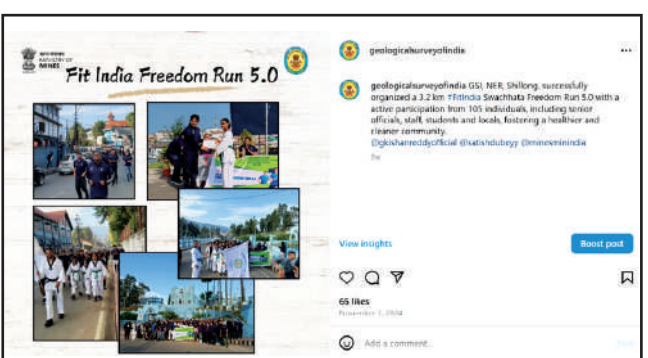 MINISTRY OF
MINES
Fit India Freedom Run 5.0
geologicalsurveyofindia
geologicalsurveyofindia GSI, NER, Shillong, successfully
organized a 3.2 km #FitIndia Swachhata Freedom Run 5.0 with a
active participation from 105 individuals, including senior
officials, staff, students and locals, fostering a healthier and
cleaner community.
@gkishanreddyofficial @satishdubeyy @minesminindia
View insights
Boost post
65 likes
November 1, 2024
Add a comment...